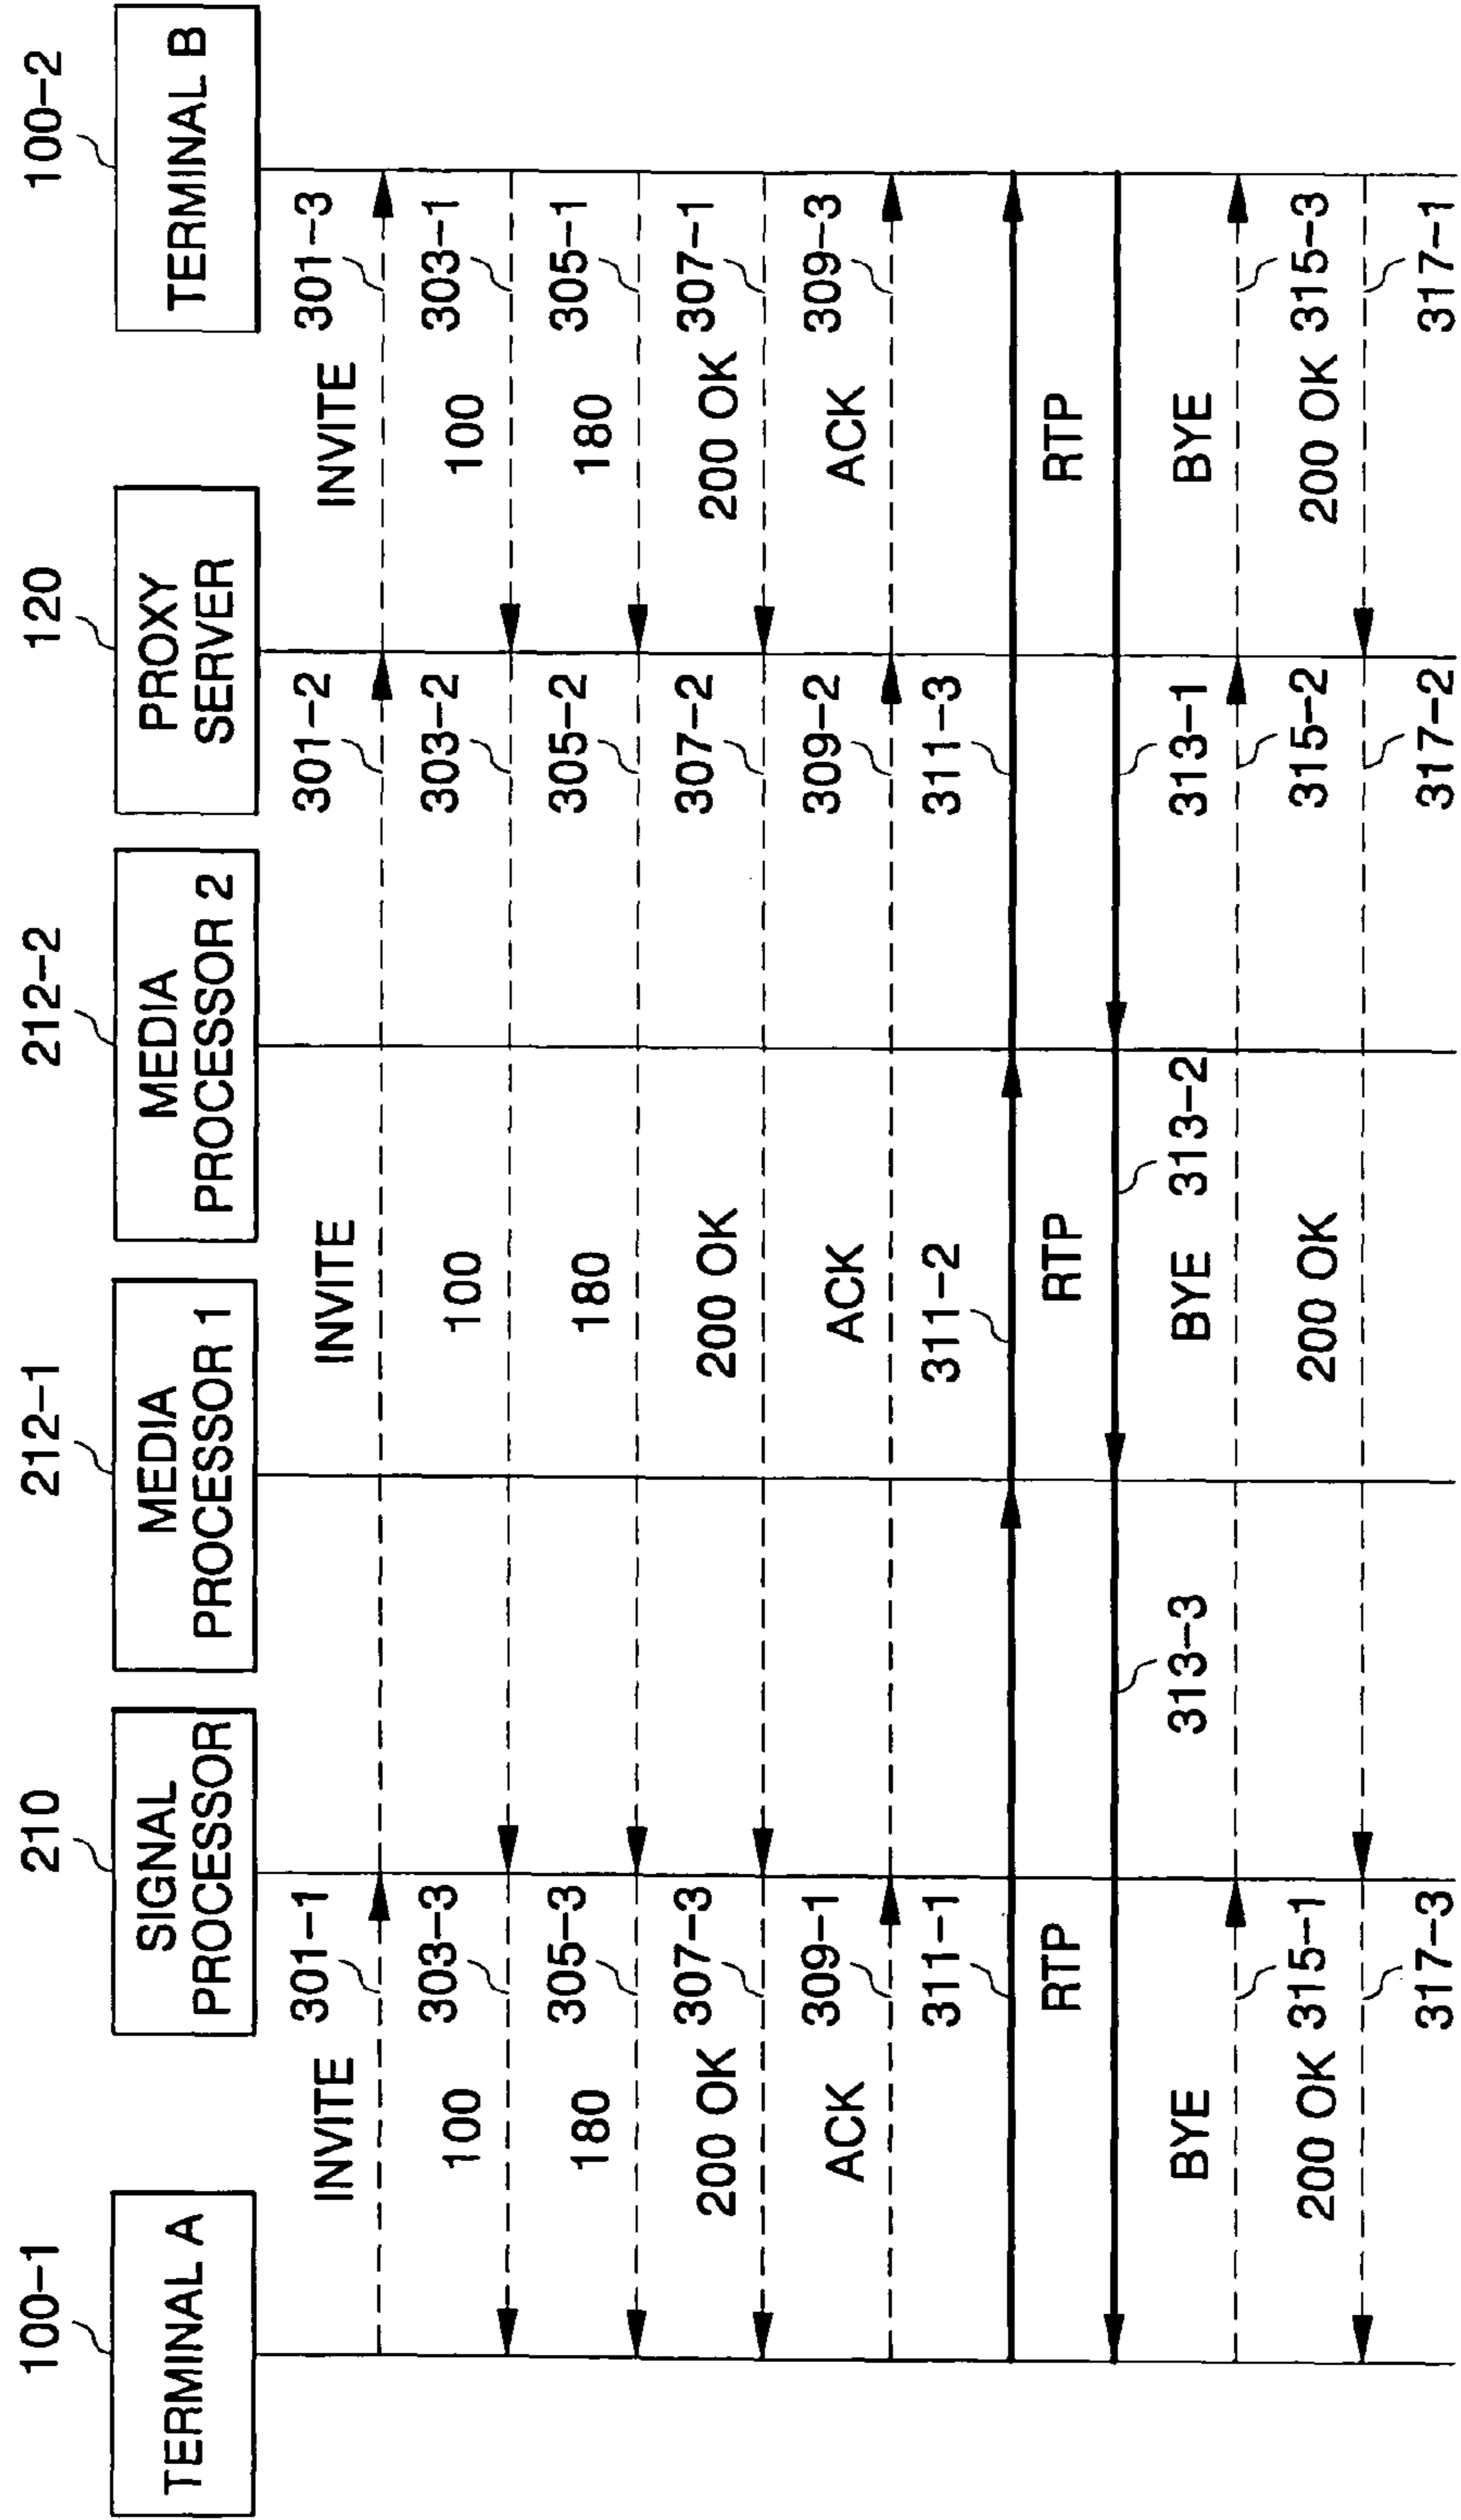 100-1
210
212-1
212-2
120
100-2
TERMINAL A
SIGNAL
PROCESSOR
MEDIA
PROCESSOR 1
MEDIA
PROCESSOR 2
PROXY
SERVER
TERMINAL B
INVITE 301-1
INVITE
301-2
INVITE 301-3
100 303-3
100
303-2
100 303-1
180 305-3
180
305-2
180 305-1
200 OK 307-3
200 OK
307-2
200 OK 307-1
ACK 309-1
ACK
309-2
ACK 309-3
311-1
311-2
311-3
RTP
RTP
RTP
BYE
313-3
BYE 313-2
313-1
BYE
200 OK 315-1
200 OK
315-2
200 OK 315-3
317-3
317-2
317-1